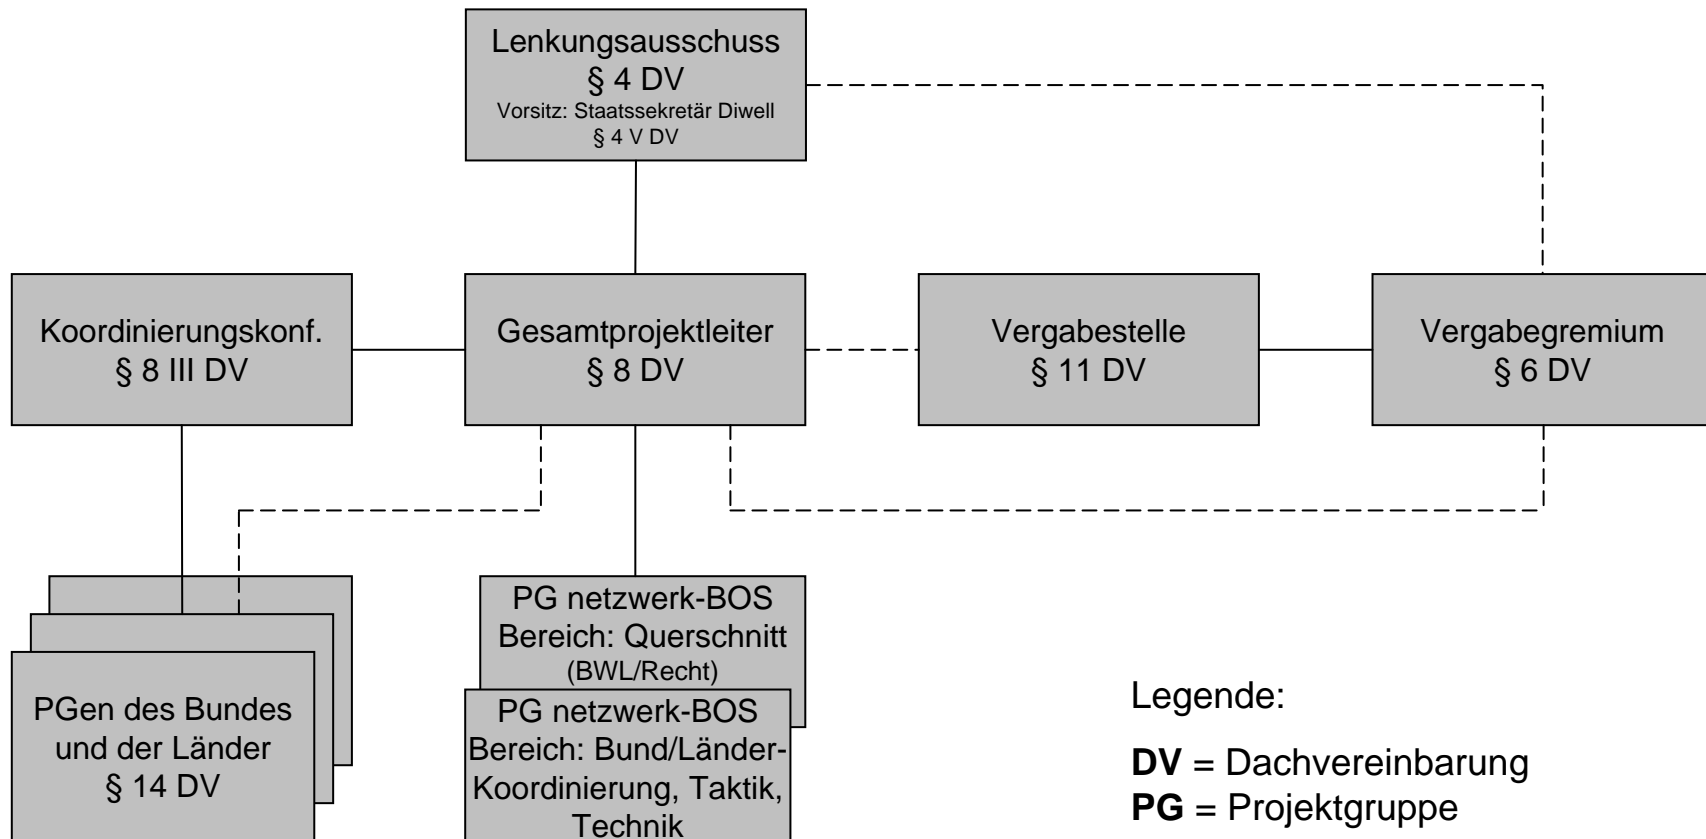 Lenkungsausschuss
§ 4 DV
Vorsitz: Staatssekretär Diwell
§ 4 V DV
Koordinierungskonf.
§ 8 III DV
Gesamtprojektleiter
§ 8 DV
Vergabestelle
§ 11 DV
Vergabegremium
§ 6 DV
PGen des Bundes
und der Länder
§ 14 DV
PG netzwerk-BOS
Bereich: Querschnitt
(BWL/Recht)
PG netzwerk-BOS
Bereich: Bund/Länder-
Koordinierung, Taktik,
Technik
Legende:
DV = Dachvereinbarung
PG = Projektgruppe